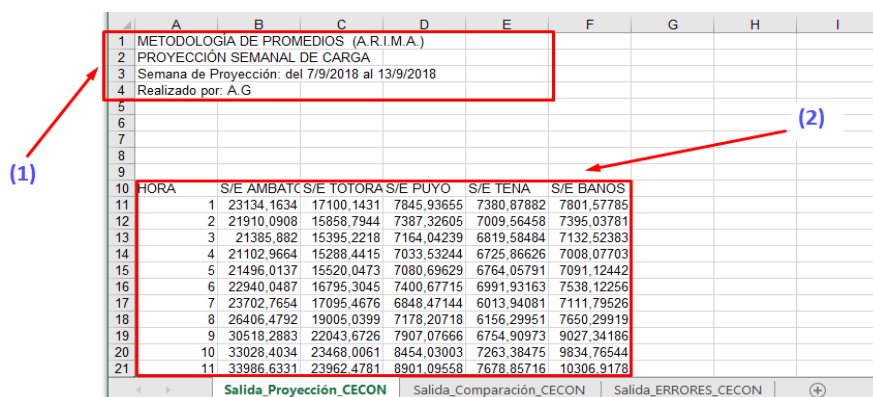 A B C D E F G H I
1 METODOLOGÍA DE PROMEDIOS (A.R.I.M.A.)
2 PROYECCIÓN SEMANAL DE CARGA
3 Semana de Proyección: del 7/9/2018 al 13/9/2018
4 Realizado por: A.G
5
6
7
(2)
8
9
(1)
10 HORA S/E AMBATO S/E TOTORA S/E PUYO S/E TENA S/E BAÑOS
11 1 23134,1634 17100,1431 7845,93655 7380,87882 7801,57785
12 2 21910,0908 15858,7944 7387,32605 7009,56458 7395,03781
13 3 21385,882 15395,2218 7164,04239 6819,58484 7132,52383
14 4 21102,9664 15288,4415 7033,53244 6725,86626 7008,07703
15 5 21496,0137 15520,0473 7080,69629 6764,05791 7091,12442
16 6 22940,0487 16795,3045 7400,67715 6991,93163 7538,12256
17 7 23702,7654 17095,4676 6848,47144 6013,94081 7111,79526
18 8 26406,4792 19005,0399 7178,20718 6156,29951 7650,29919
19 9 30518,2883 22043,6726 7907,07666 6754,90973 9027,34186
20 10 33028,4034 23468,0061 8454,03003 7263,38475 9834,76544
21 11 33986,6331 23962,4781 8901,09558 7678,85716 10306,9178
Salida_Proyección_CECON Salida_Comparación_CECON Salida_ERRORES_CECON